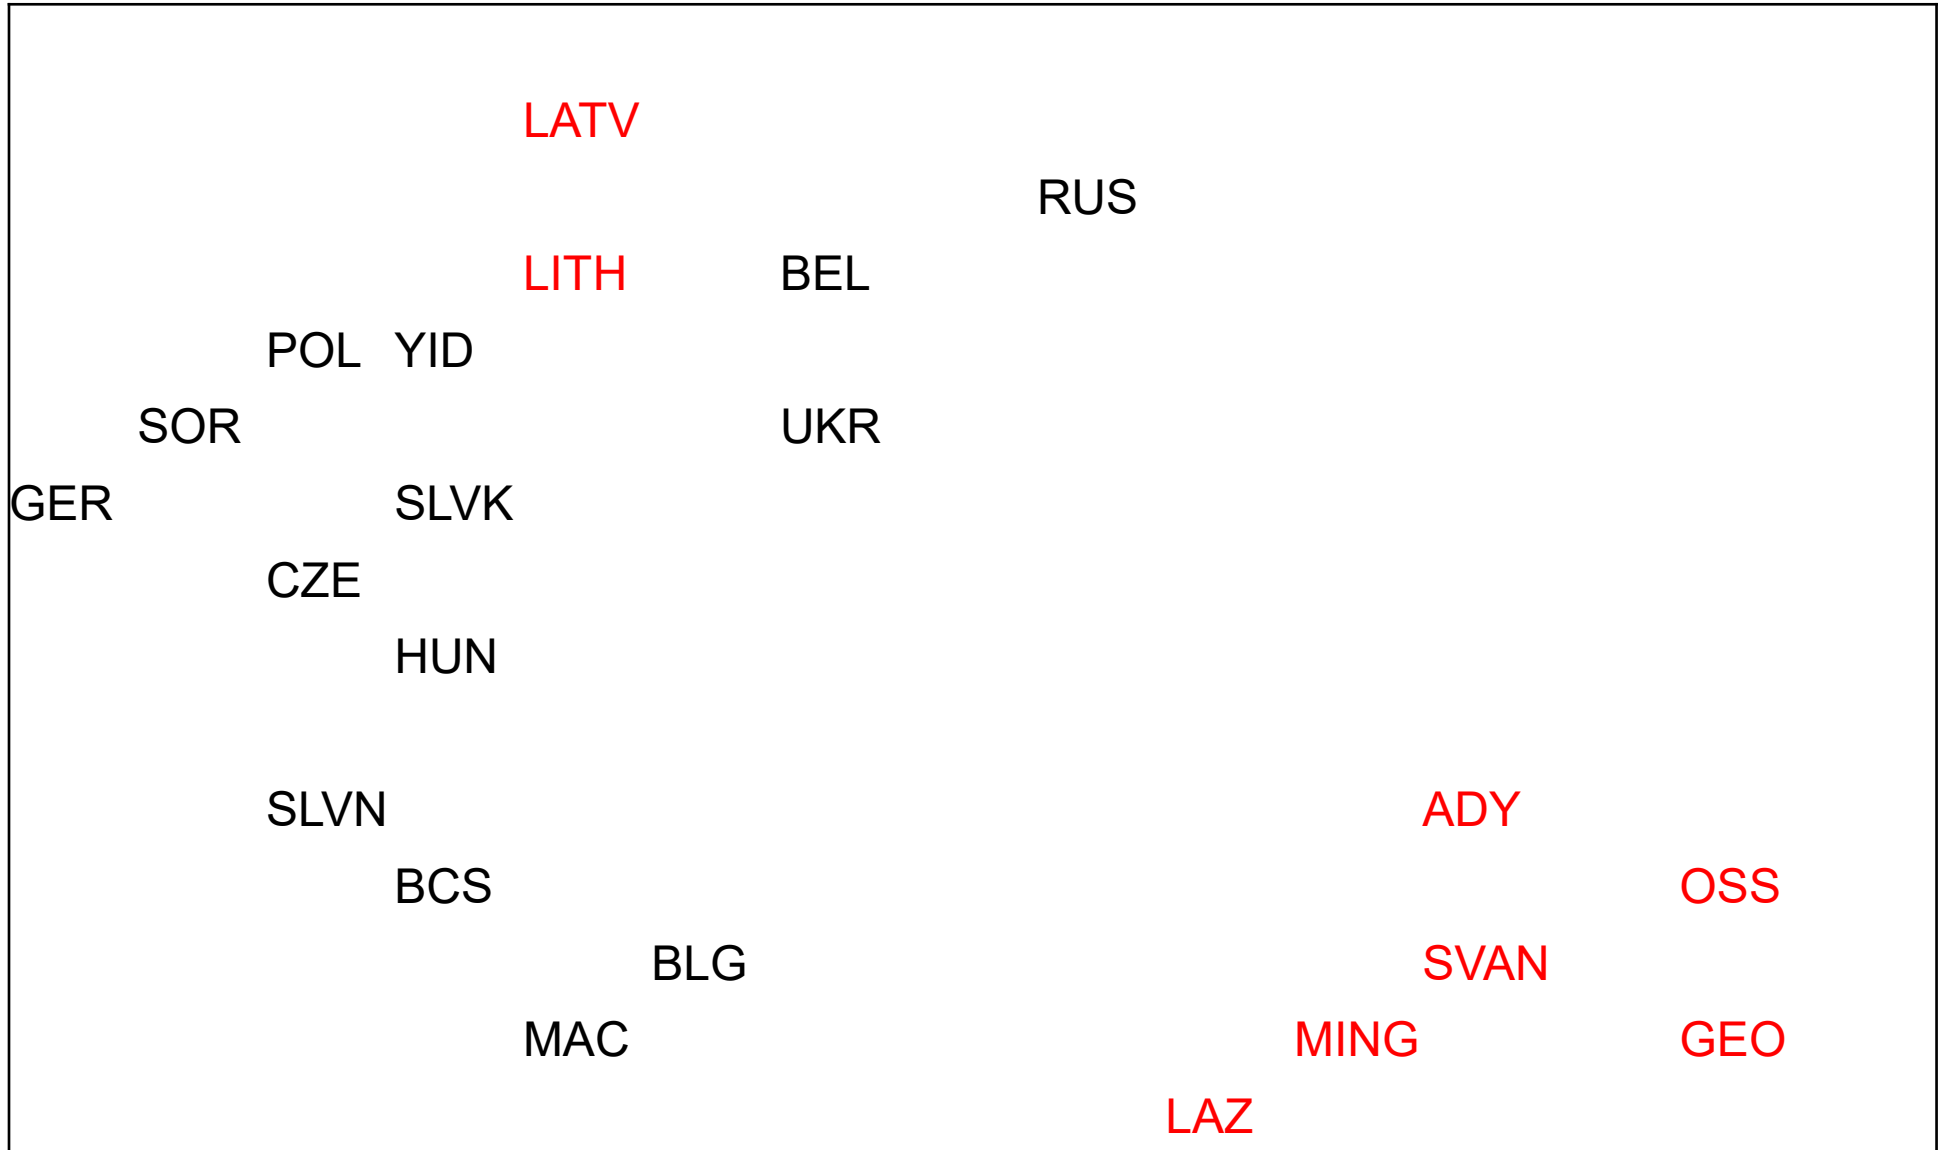 LATV
RUS
LITH BEL
POL YID
SOR UKR
GER SLVK
CZE
HUN
SLVN ADY
BCS OSS
BLG SVAN
MAC MING GEO
LAZ